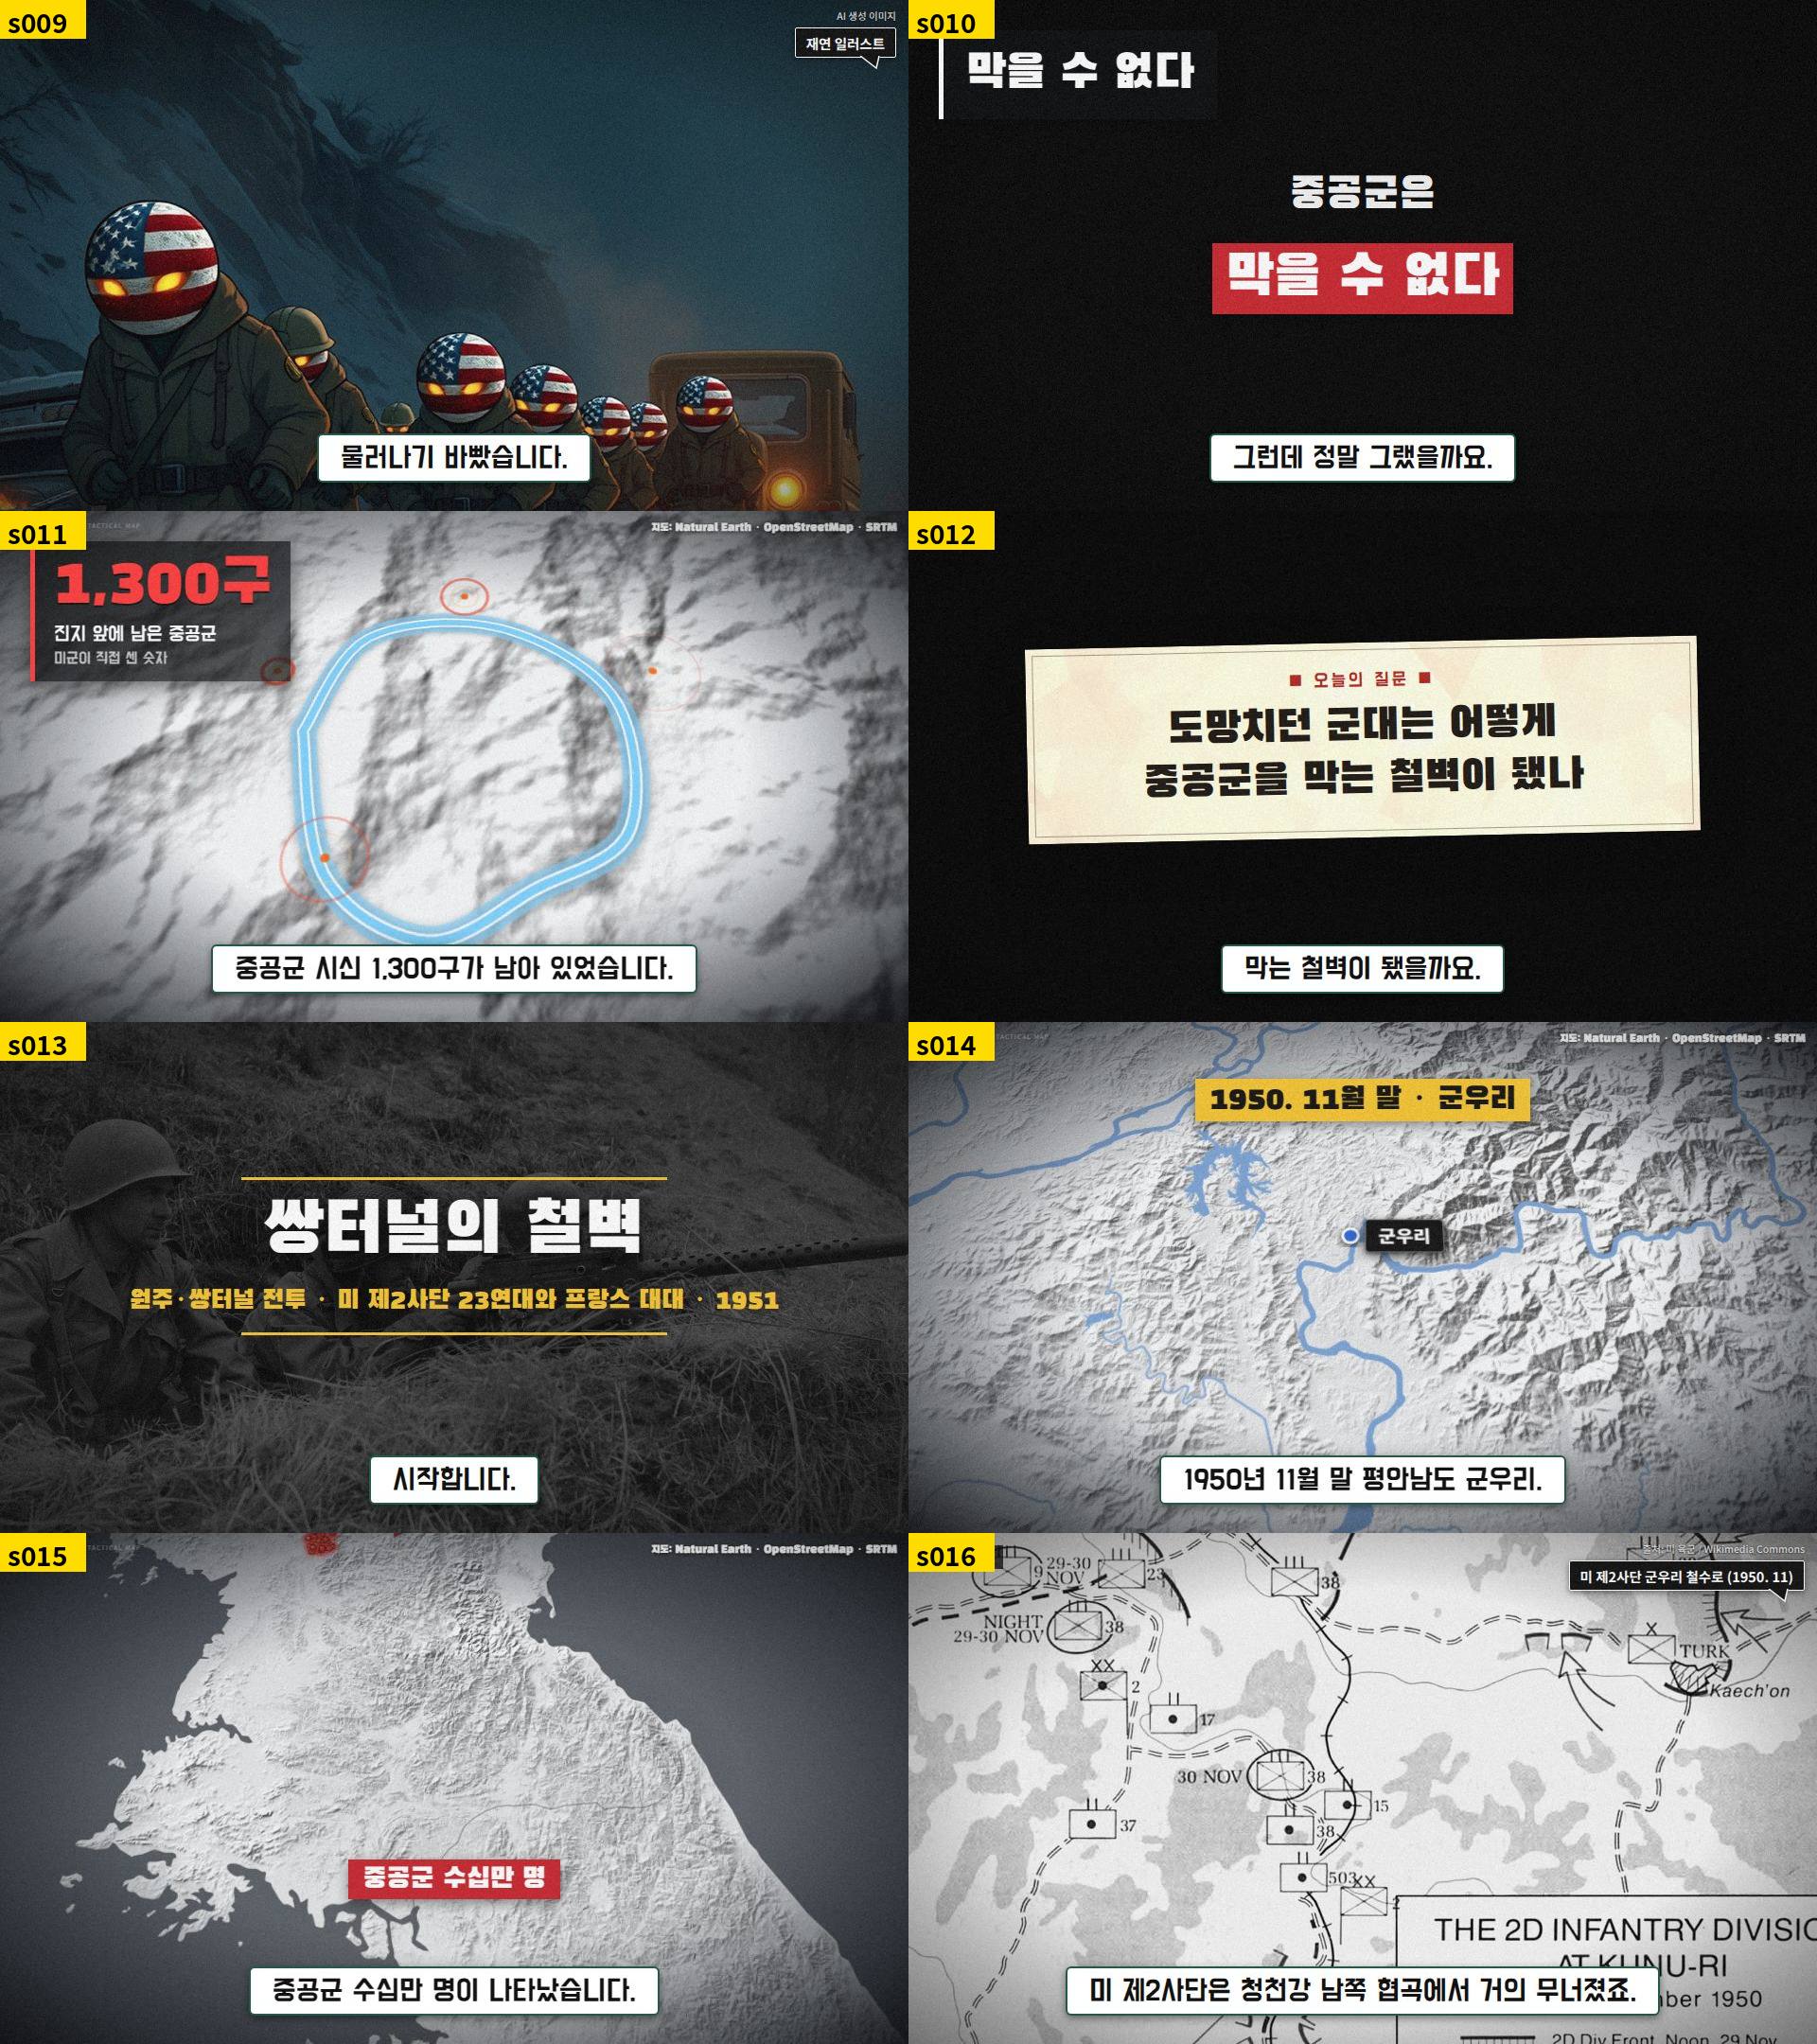 s009
AI 생성 이미지
재연 일러스트
물러나기 바빴습니다.
s010
막을 수 없다
중공군은
막을 수 없다
그런데 정말 그랬을까요.
s011
TACTICAL MAP
지도: Natural Earth · OpenStreetMap · SRTM
1,300구
진지 앞에 남은 중공군
미군이 직접 센 숫자
중공군 시신 1,300구가 남아 있었습니다.
s012
■ 오늘의 질문 ■
도망치던 군대는 어떻게
중공군을 막는 철벽이 됐나
막는 철벽이 됐을까요.
s013
쌍터널의 철벽
원주·쌍터널 전투 · 미 제2사단 23연대와 프랑스 대대 · 1951
시작합니다.
s014
TACTICAL MAP
지도: Natural Earth · OpenStreetMap · SRTM
1950. 11월 말 · 군우리
군우리
1950년 11월 말 평안남도 군우리.
s015
TACTICAL MAP
지도: Natural Earth · OpenStreetMap · SRTM
중공군 수십만 명
중공군 수십만 명이 나타났습니다.
s016
출처: 미 육군 / Wikimedia Commons
미 제2사단 군우리 철수로 (1950. 11)
9
29-30
NOV
23
38
NIGHT
29-30 NOV
38
XX
2
X
TURK
Kaech'on
17
30 NOV
38
15
37
38
503
XX
2
THE 2D INFANTRY DIVISIO
AT KUNU-RI
mber 1950
미 제2사단은 청천강 남쪽 협곡에서 거의 무너졌죠.
2D Div Front, Noon, 29 Nov